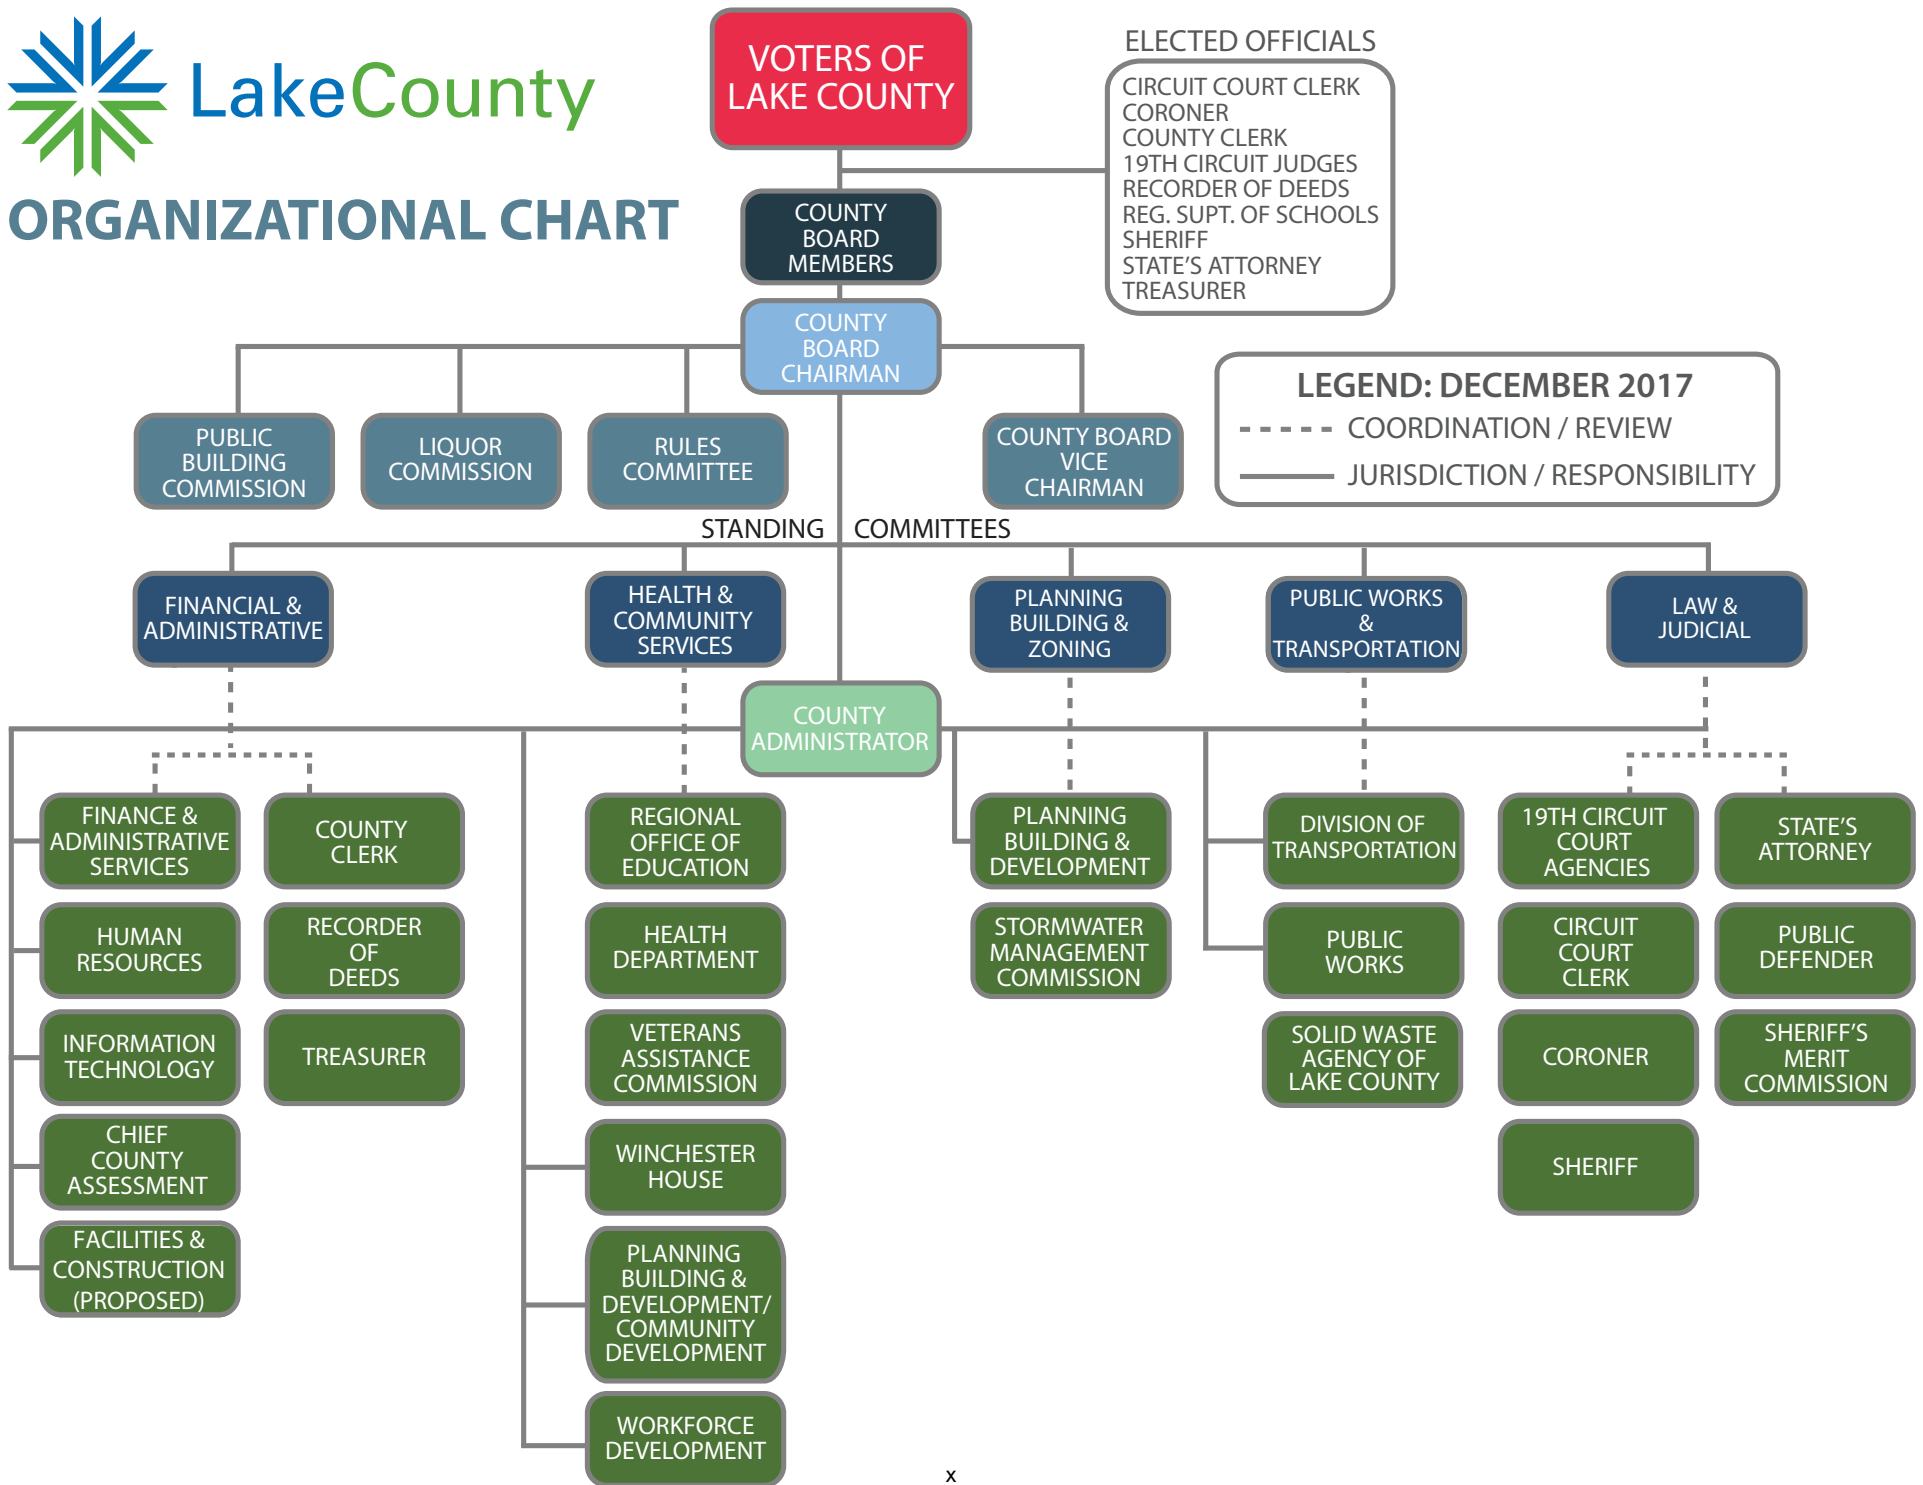 LakeCounty
ORGANIZATIONAL CHART
VOTERS OF
LAKE COUNTY
ELECTED OFFICIALS
CIRCUIT COURT CLERK
CORONER
COUNTY CLERK
19TH CIRCUIT JUDGES
RECORDER OF DEEDS
REG. SUPT. OF SCHOOLS
SHERIFF
STATE'S ATTORNEY
TREASURER
COUNTY
BOARD
MEMBERS
COUNTY
BOARD
CHAIRMAN
LEGEND: DECEMBER 2017
COORDINATION / REVIEW
JURISDICTION / RESPONSIBILITY
PUBLIC
BUILDING
COMMISSION
LIQUOR
COMMISSION
RULES
COMMITTEE
COUNTY BOARD
VICE
CHAIRMAN
STANDING COMMITTEES
FINANCIAL &
ADMINISTRATIVE
HEALTH &
COMMUNITY
SERVICES
PLANNING
BUILDING &
ZONING
PUBLIC WORKS
&
TRANSPORTATION
LAW &
JUDICIAL
COUNTY
ADMINISTRATOR
FINANCE &
ADMINISTRATIVE
SERVICES
COUNTY
CLERK
REGIONAL
OFFICE OF
EDUCATION
PLANNING
BUILDING &
DEVELOPMENT
DIVISION OF
TRANSPORTATION
19TH CIRCUIT
COURT
AGENCIES
STATE'S
ATTORNEY
HUMAN
RESOURCES
RECORDER
OF
DEEDS
HEALTH
DEPARTMENT
STORMWATER
MANAGEMENT
COMMISSION
PUBLIC
WORKS
CIRCUIT
COURT
CLERK
PUBLIC
DEFENDER
INFORMATION
TECHNOLOGY
TREASURER
VETERANS
ASSISTANCE
COMMISSION
SOLID WASTE
AGENCY OF
LAKE COUNTY
CORONER
SHERIFF'S
MERIT
COMMISSION
CHIEF
COUNTY
ASSESSMENT
WINCHESTER
HOUSE
SHERIFF
FACILITIES &
CONSTRUCTION
(PROPOSED)
PLANNING
BUILDING &
DEVELOPMENT/
COMMUNITY
DEVELOPMENT
WORKFORCE
DEVELOPMENT
x